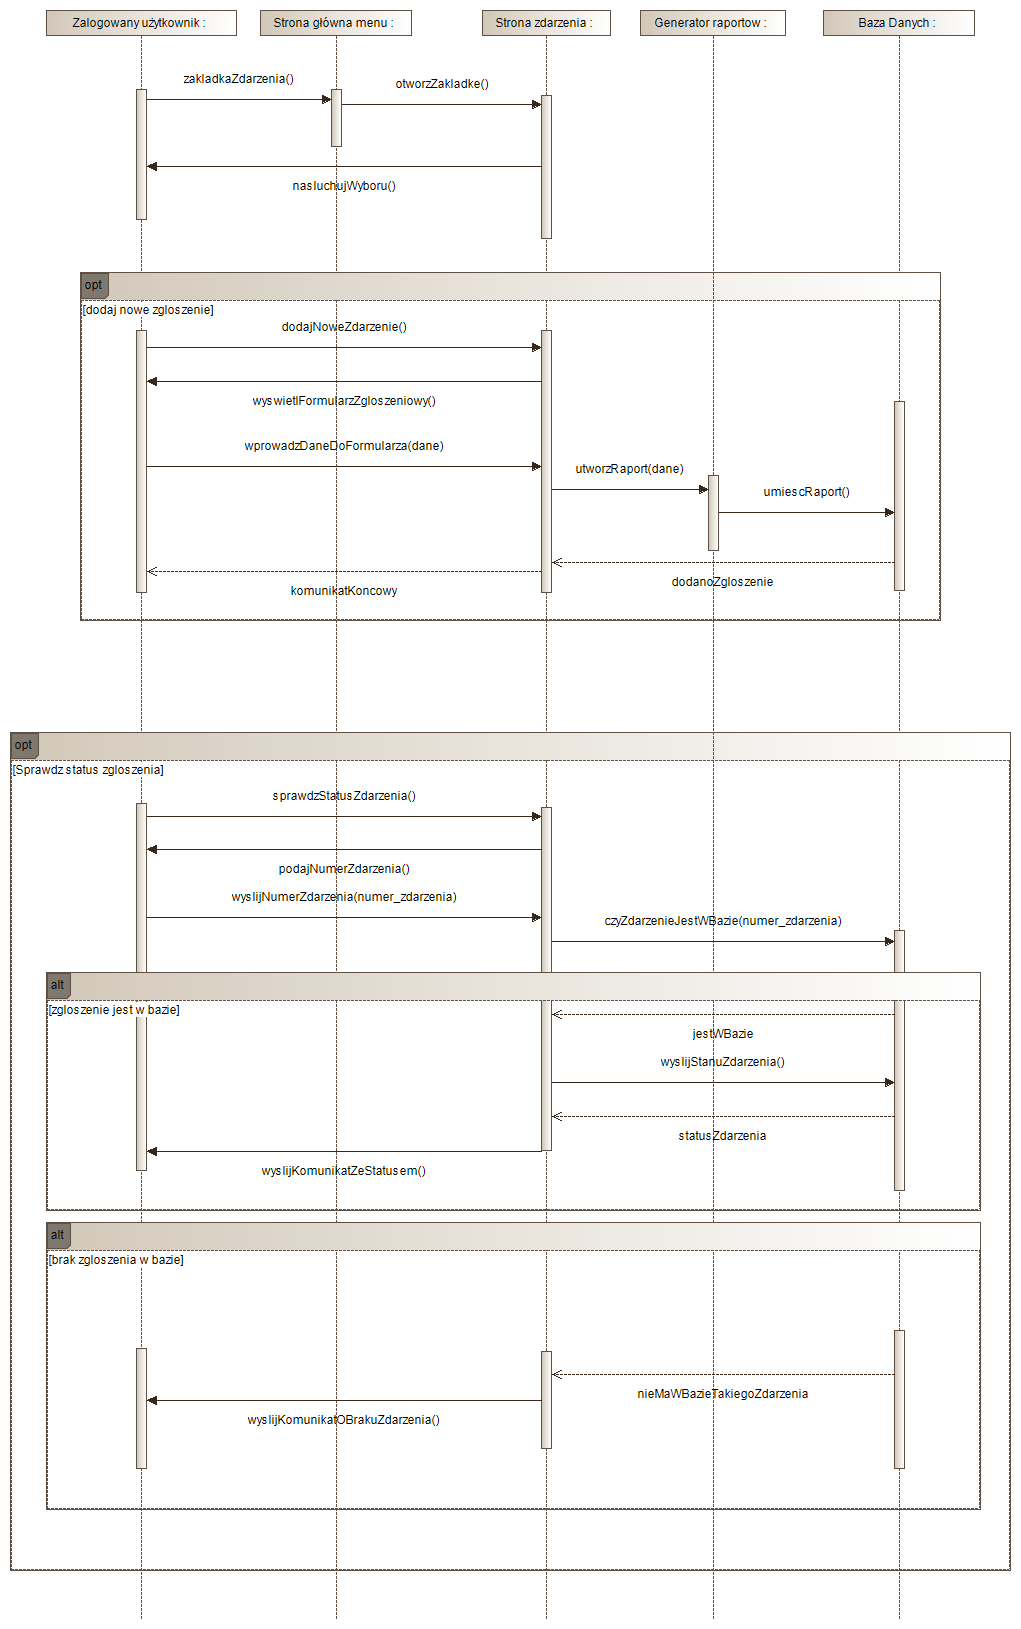 Zalogowany użytkownik :
Strona główna menu :
Strona zdarzenia :
Generator raportow :
Baza Danych :
zakladkaZdarzenia()
otworzZakladke()
nasluchujWyboru()
opt
[dodaj nowe zgloszenie]
dodajNoweZdarzenie()
wyswietlFormularzZgloszeniowy()
wprowadzDaneDoFormularza(dane)
utworzRaport(dane)
umiescRaport()
dodanoZgloszenie
komunikatKoncowy
opt
[Sprawdz status zgloszenia]
sprawdzStatusZdarzenia()
podajNumerZdarzenia()
wyslijNumerZdarzenia(numer_zdarzenia)
czyZdarzenieJestWBazie(numer_zdarzenia)
alt
[zgloszenie jest w bazie]
jestWBazie
wyslijStanuZdarzenia()
statusZdarzenia
wyslijKomunikatZeStatusem()
alt
[brak zgloszenia w bazie]
nieMaWBazieTakiegoZdarzenia
wyslijKomunikatOBrakuZdarzenia()